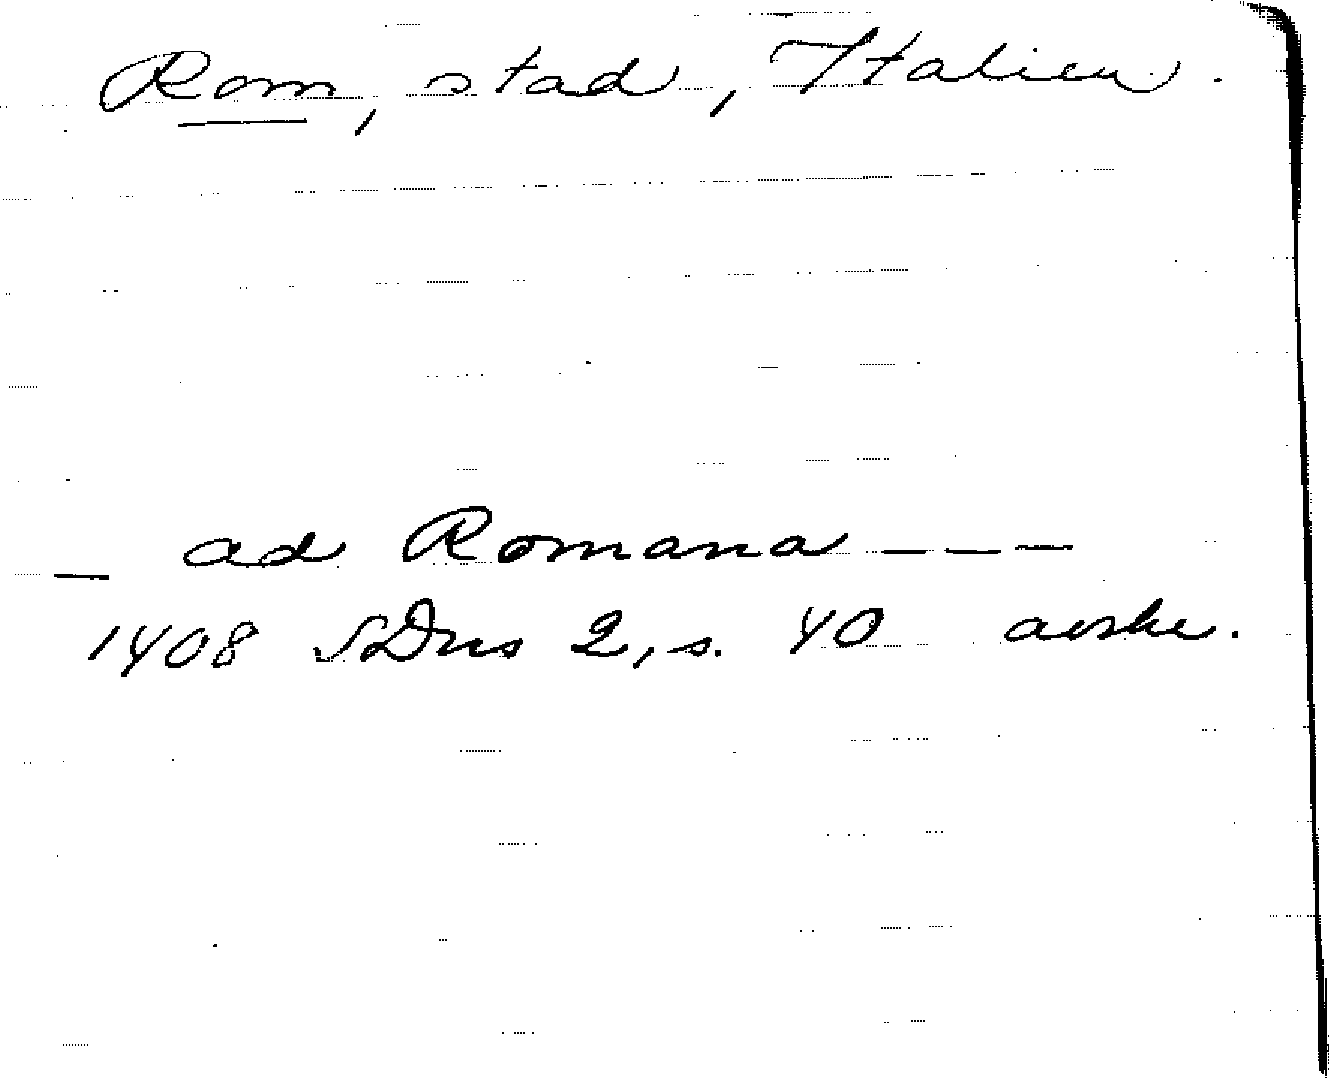 Rom, stad, Italien.
— ad Romana — — —
1408 SDns 2, s. 40 avskr.